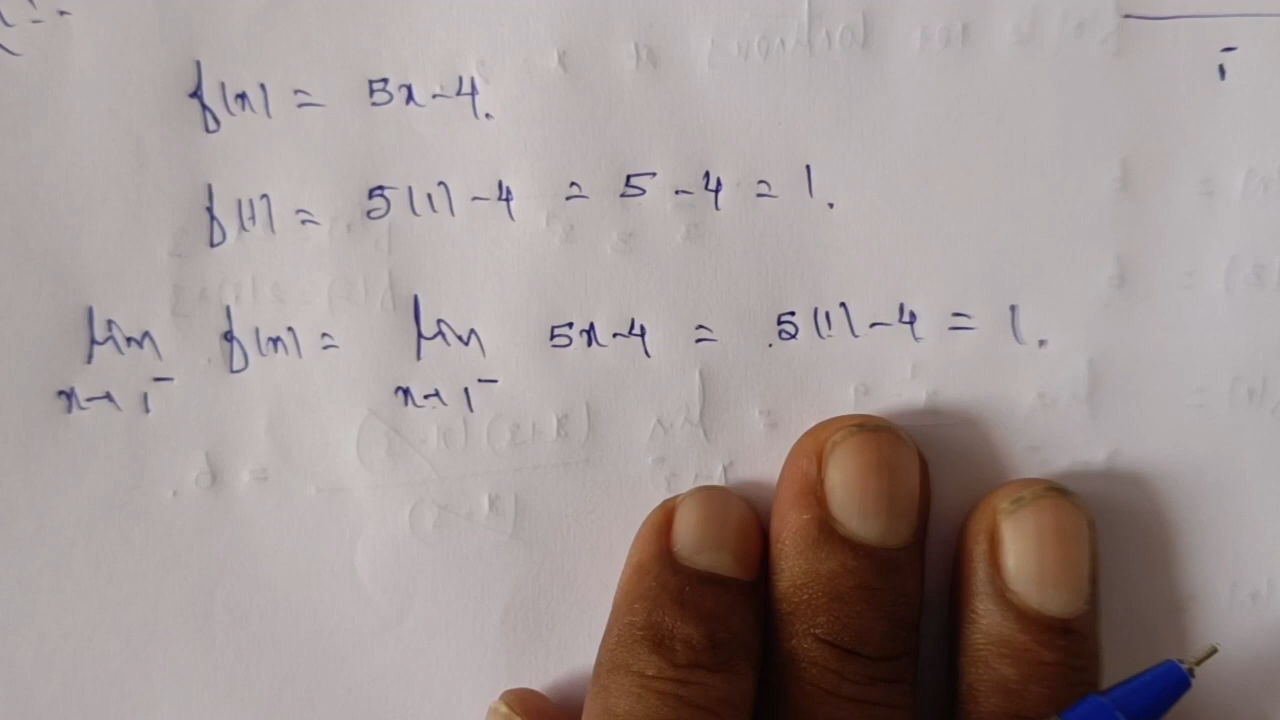 f(x) = 5x-4.
f(1) = 5(1)-4 = 5-4 = 1.
lim f(x) = lim 5x-4 = 5(1)-4 = 1.
x→1⁻ x→1⁻